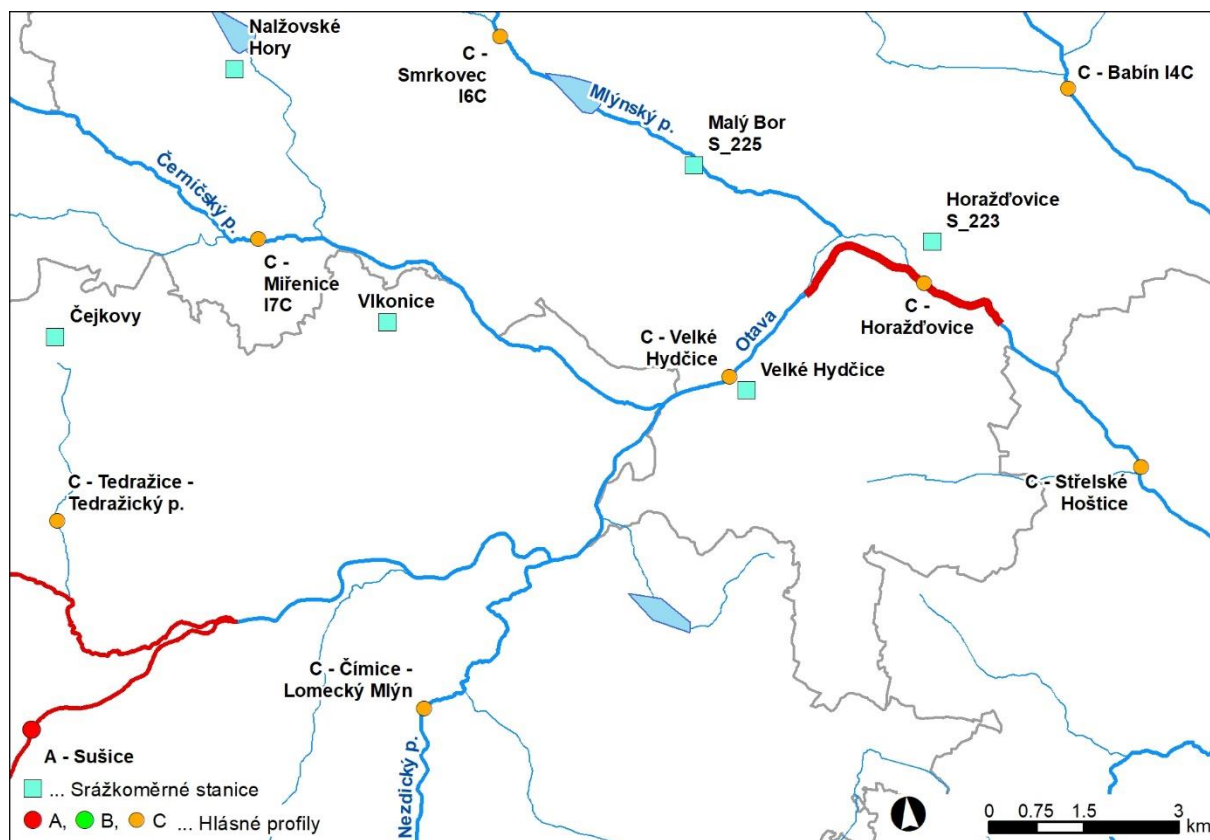 Nalžovské
Hory
C -
Smrkovec
I6C
C - Babín I4C
Mlýnský p.
Malý Bor
S_225
Černíčský p.
Horažďovice
S_223
C -
Miřenice
I7C
Čejkovy
Vlkonice
C -
Horažďovice
Otava
C - Velké
Hydčice
Velké Hydčice
C - Tedražice -
Tedražický p.
C - Střelské
Hoštice
C - Čímice -
Lomecký Mlýn
Nezdický p.
A - Sušice
... Srážkoměrné stanice
A, B, C ... Hlásné profily
0 0.75 1.5 3
km